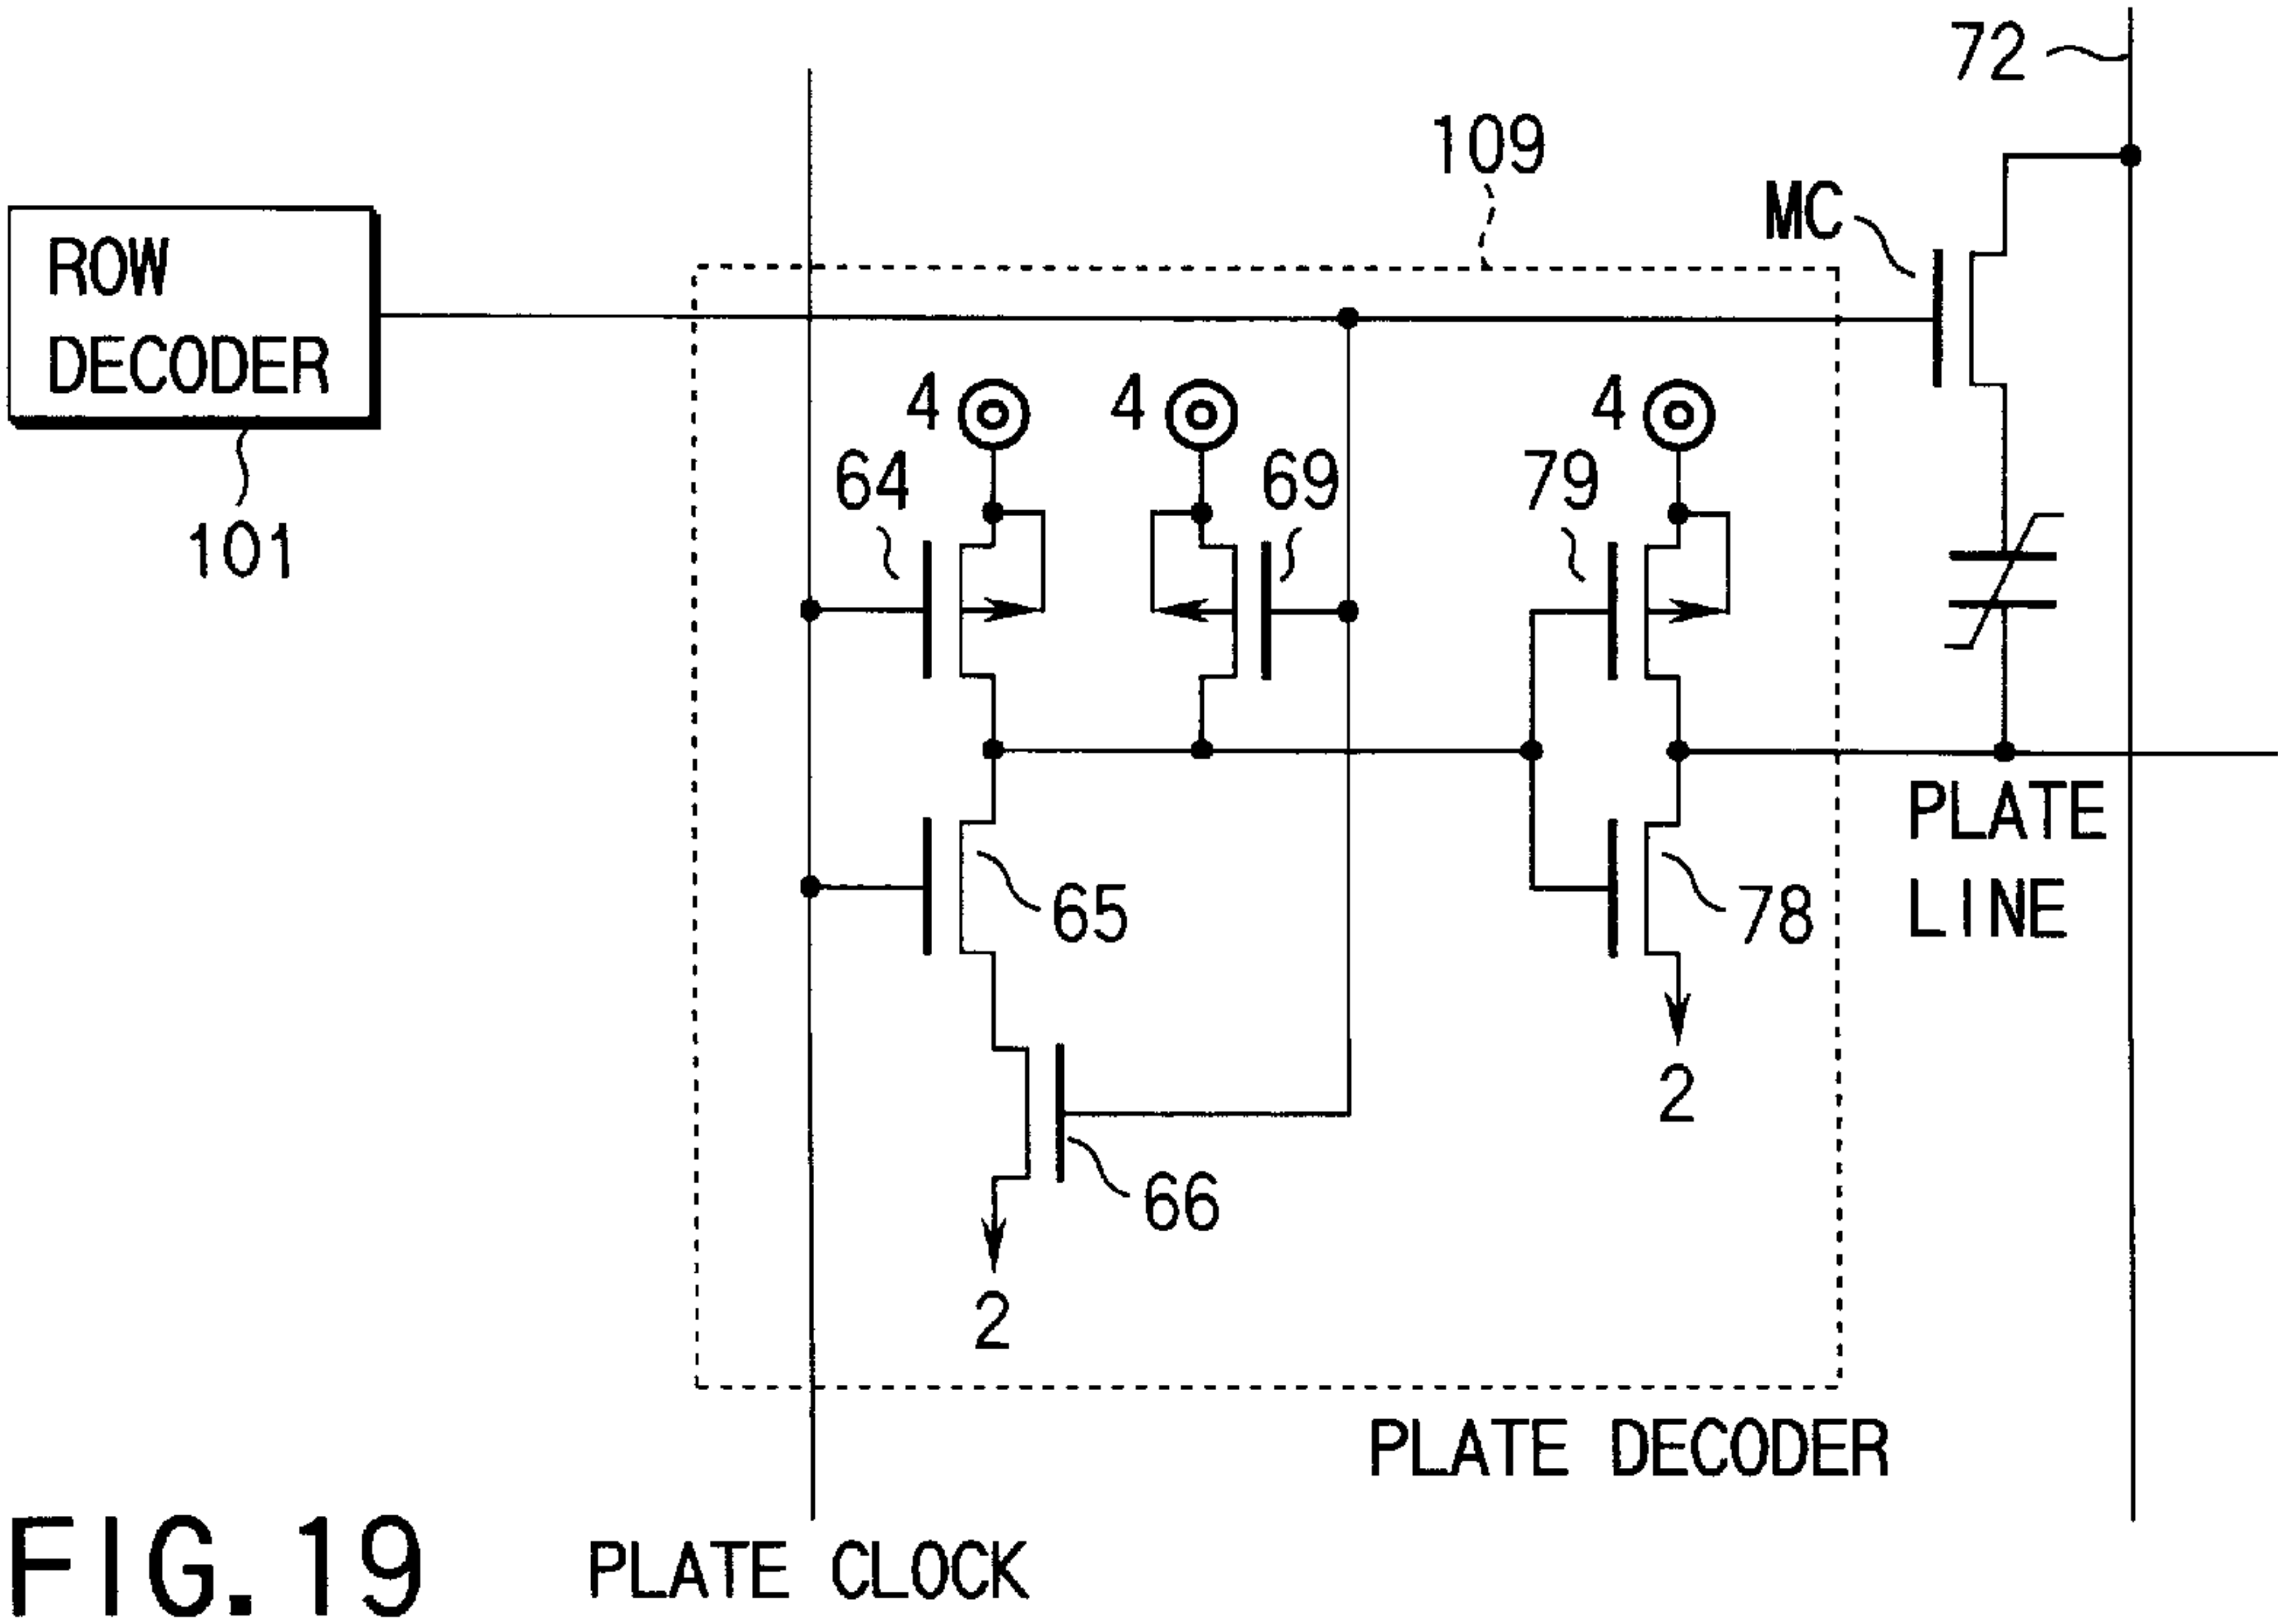 72
109
MC
ROW
DECODER
4
4
4
64
69
79
101
PLATE
LINE
65
78
2
66
2
PLATE DECODER
PLATE CLOCK
FIG.19